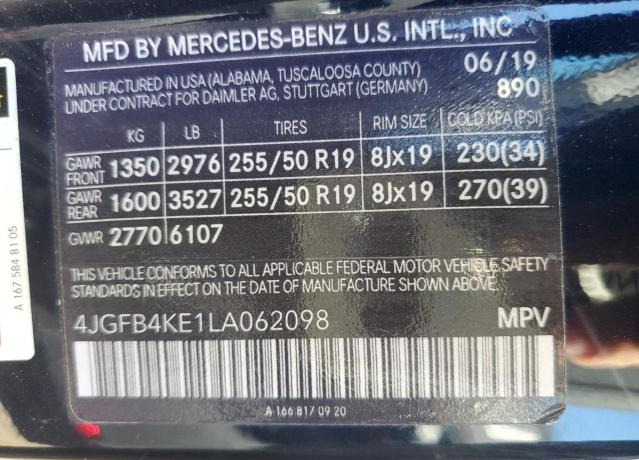 MFD BY MERCEDES-BENZ U.S. INTL., INC
MANUFACTURED IN USA (ALABAMA, TUSCALOOSA COUNTY) 06/19
UNDER CONTRACT FOR DAIMLER AG, STUTTGART (GERMANY) 890
KG LB TIRES RIM SIZE COLD KPA (PSI)
GAWR FRONT 1350 2976 255/50 R19 8Jx19 230(34)
GAWR REAR 1600 3527 255/50 R19 8Jx19 270(39)
GVWR 2770 6107
THIS VEHICLE CONFORMS TO ALL APPLICABLE FEDERAL MOTOR VEHICLE SAFETY
STANDARDS IN EFFECT ON THE DATE OF MANUFACTURE SHOWN ABOVE.
4JGFB4KE1LA062098 MPV
A 166 817 09 20
A 167 584 81 05